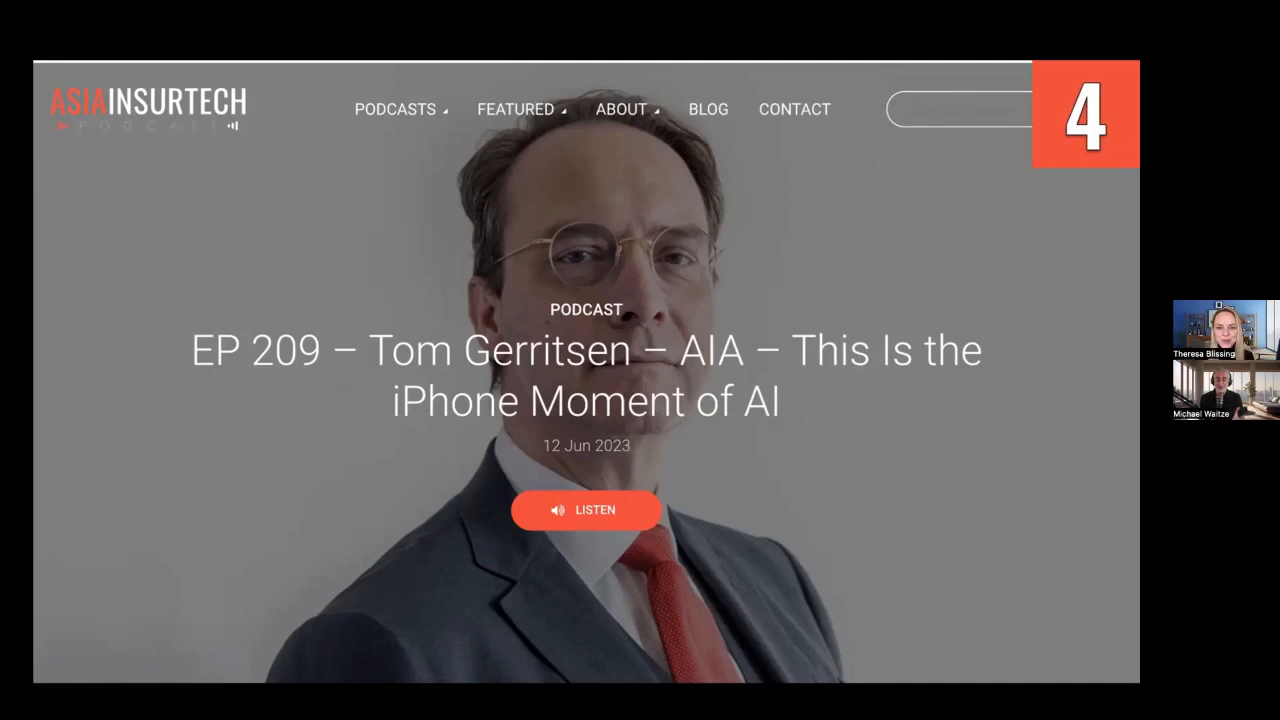 ASIAINSURTECH
PODCAST
PODCASTS
FEATURED
ABOUT
BLOG
CONTACT
4
PODCAST
EP 209 – Tom Gerritsen – AIA – This Is the
iPhone Moment of AI
12 Jun 2023
LISTEN
Theresa Blissing
Michael Waitze